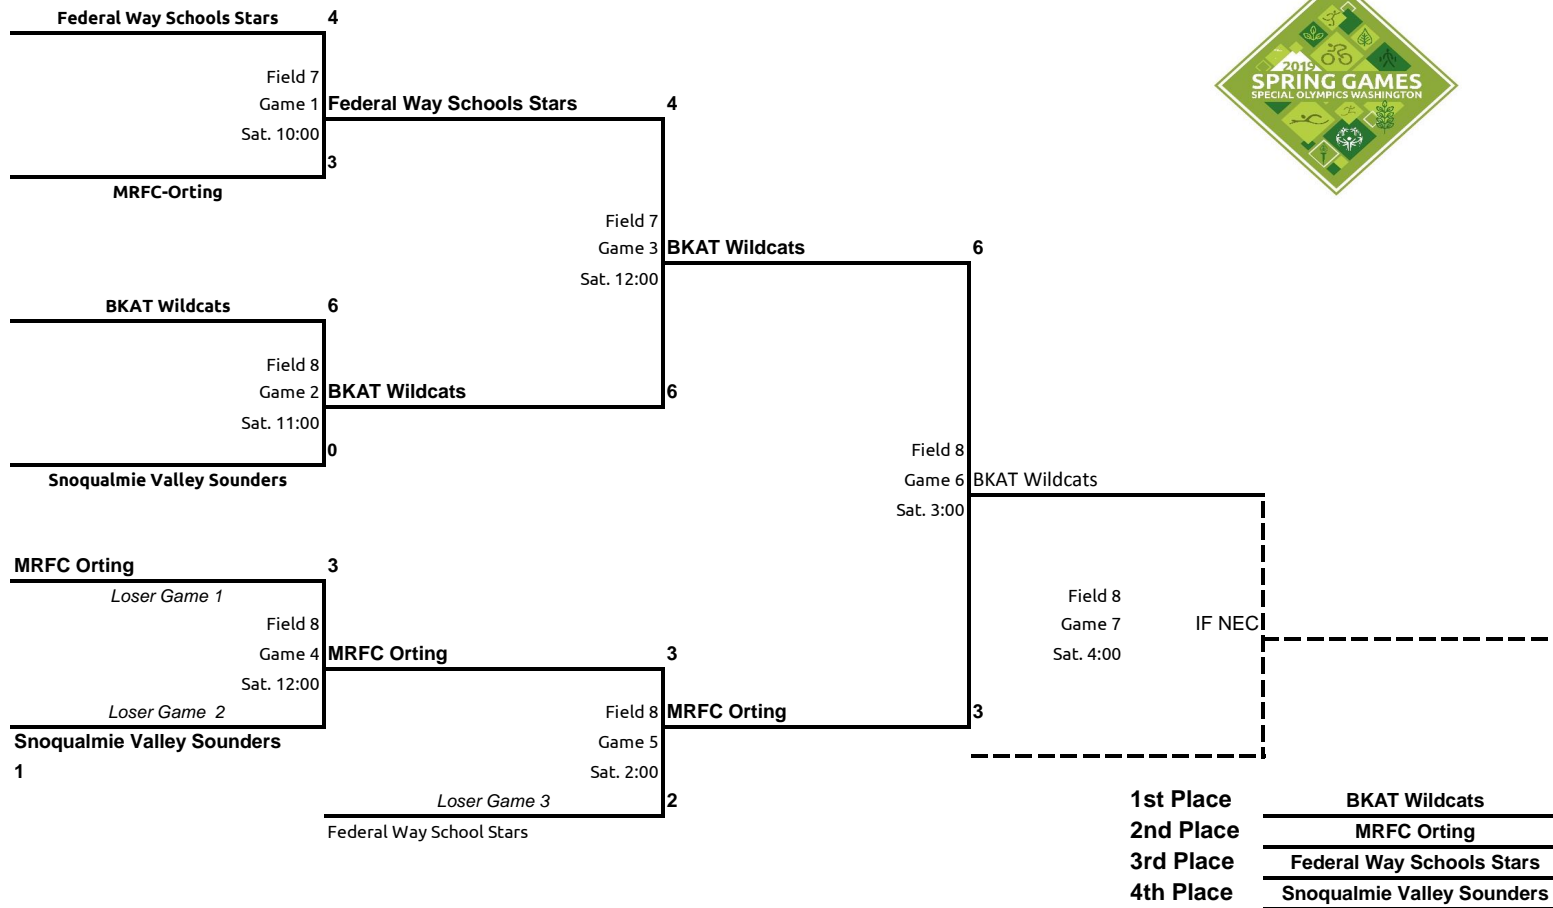 Federal Way Schools Stars 4
Field 7
Game 1 Federal Way Schools Stars 4
Sat. 10:00
3
MRFC-Orting
Field 7
Game 3 BKAT Wildcats 6
Sat. 12:00
BKAT Wildcats 6
Field 8
Game 2 BKAT Wildcats 6
Sat. 11:00
0
Snoqualmie Valley Sounders
Field 8
Game 6 BKAT Wildcats
Sat. 3:00
MRFC Orting 3
Loser Game 1
Field 8
Game 4 MRFC Orting 3
Sat. 12:00
Loser Game 2
Snoqualmie Valley Sounders
1
Field 8 MRFC Orting 3
Game 5
Sat. 2:00
Loser Game 3 2
Federal Way School Stars
Field 8
Game 7 IF NEC
Sat. 4:00
1st Place BKAT Wildcats
2nd Place MRFC Orting
3rd Place Federal Way Schools Stars
4th Place Snoqualmie Valley Sounders
2019
SPRING GAMES
SPECIAL OLYMPICS WASHINGTON